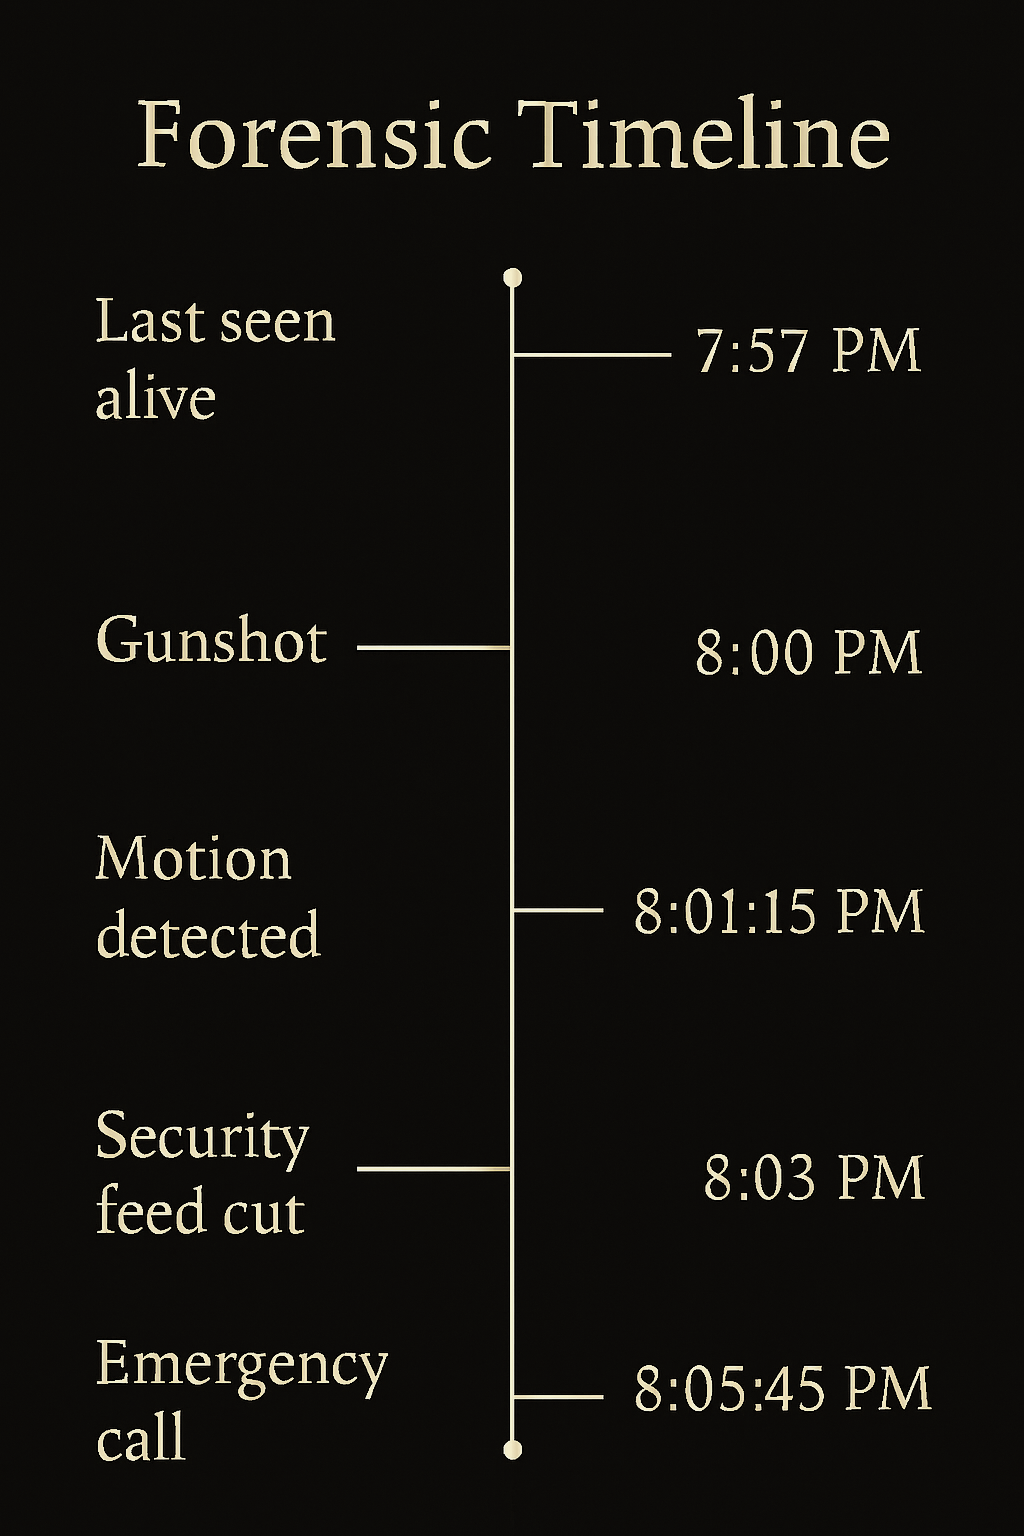 Forensic Timeline
Last seen
alive
7:57 PM
Gunshot
8:00 PM
Motion
detected
8:01:15 PM
Security
feed cut
8:03 PM
Emergency
call
8:05:45 PM